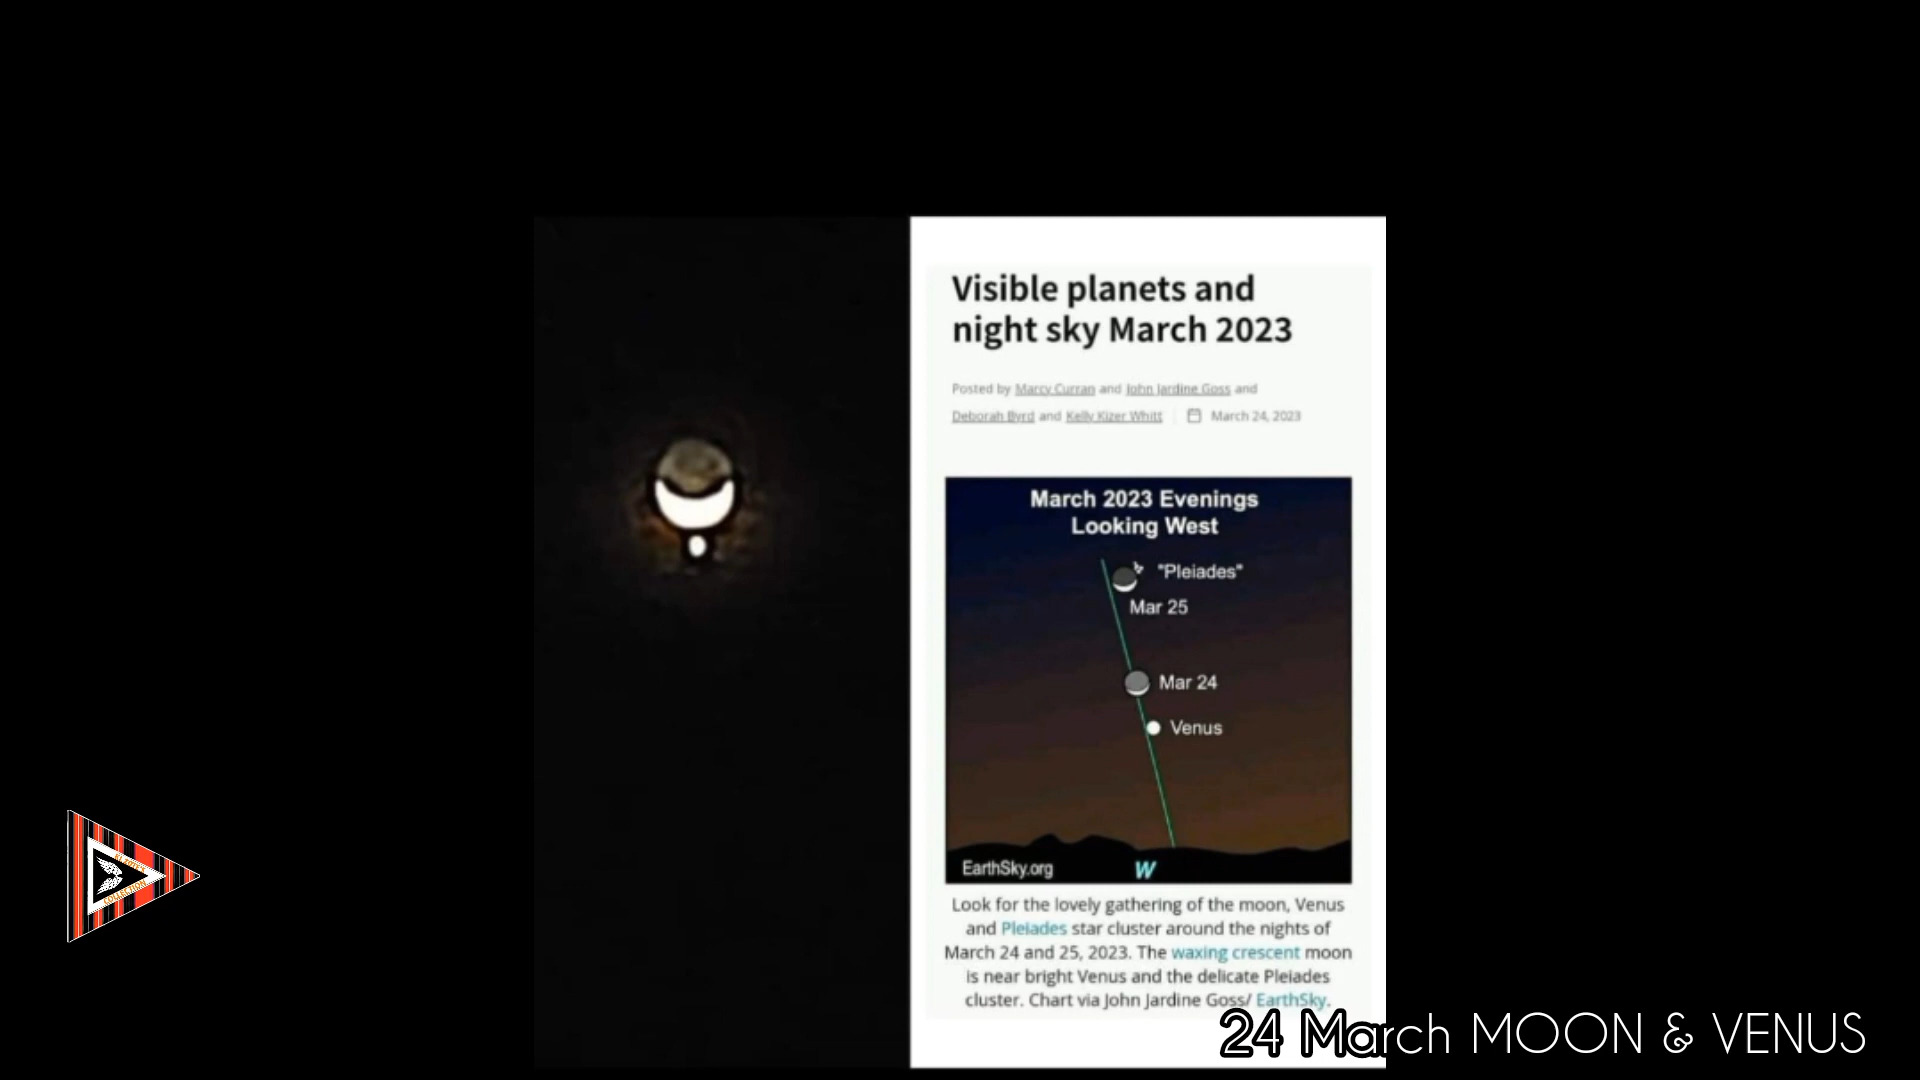 Visible planets and
night sky March 2023
Posted by Marcy Curran and John Jardine Goss and
Deborah Byrd and Kelly Kizer Whitt March 24, 2023
March 2023 Evenings
Looking West
"Pleiades"
Mar 25
Mar 24
Venus
EarthSky.org
W
Look for the lovely gathering of the moon, Venus
and Pleiades star cluster around the nights of
March 24 and 25, 2023. The waxing crescent moon
is near bright Venus and the delicate Pleiades
cluster. Chart via John Jardine Goss/ EarthSky.
24 March MOON & VENUS
COLLECTION